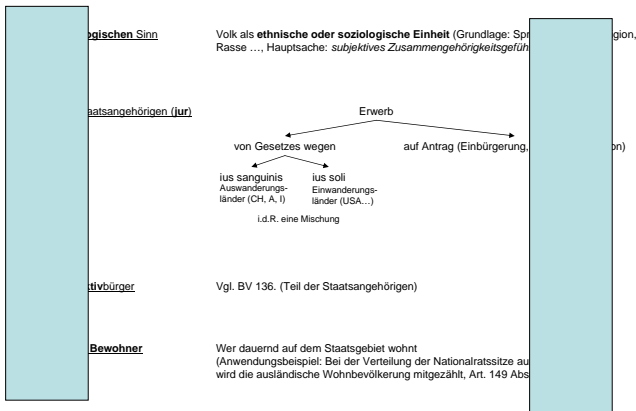 ogischen Sinn Volk als ethnische oder soziologische Einheit (Grundlage: Spr gion,
Rasse …, Hauptsache: subjektives Zusammengehörigkeitsgefüh
aatsangehörigen (jur) Erwerb
von Gesetzes wegen auf Antrag (Einbürgerung, on)
ius sanguinis ius soli
Auswanderungs- Einwanderungs-
länder (CH, A, I) länder (USA…)
i.d.R. eine Mischung
tivbürger Vgl. BV 136. (Teil der Staatsangehörigen)
Bewohner Wer dauernd auf dem Staatsgebiet wohnt
(Anwendungsbeispiel: Bei der Verteilung der Nationalratssitze au
wird die ausländische Wohnbevölkerung mitgezählt, Art. 149 Abs